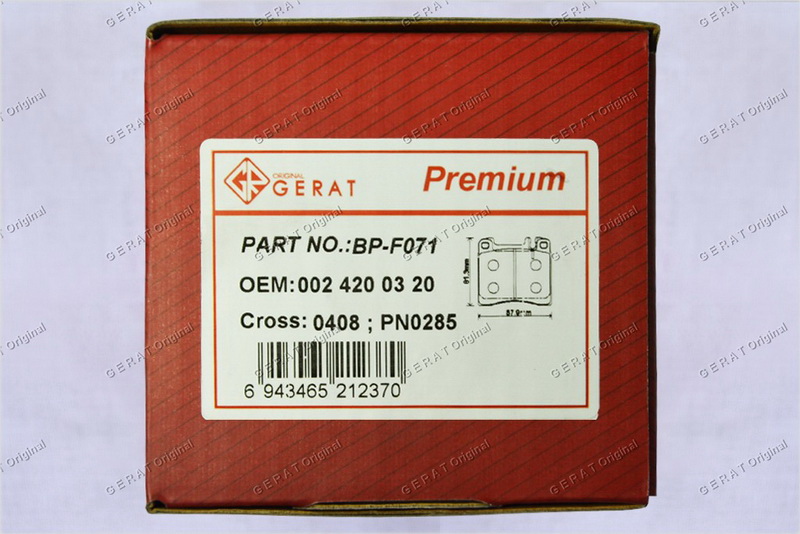 ORIGINAL
GERAT
Premium
PART NO.:BP-F071
OEM:002 420 03 20
Cross: 0408 ; PN0285
6 943465 212370
GERAT Original